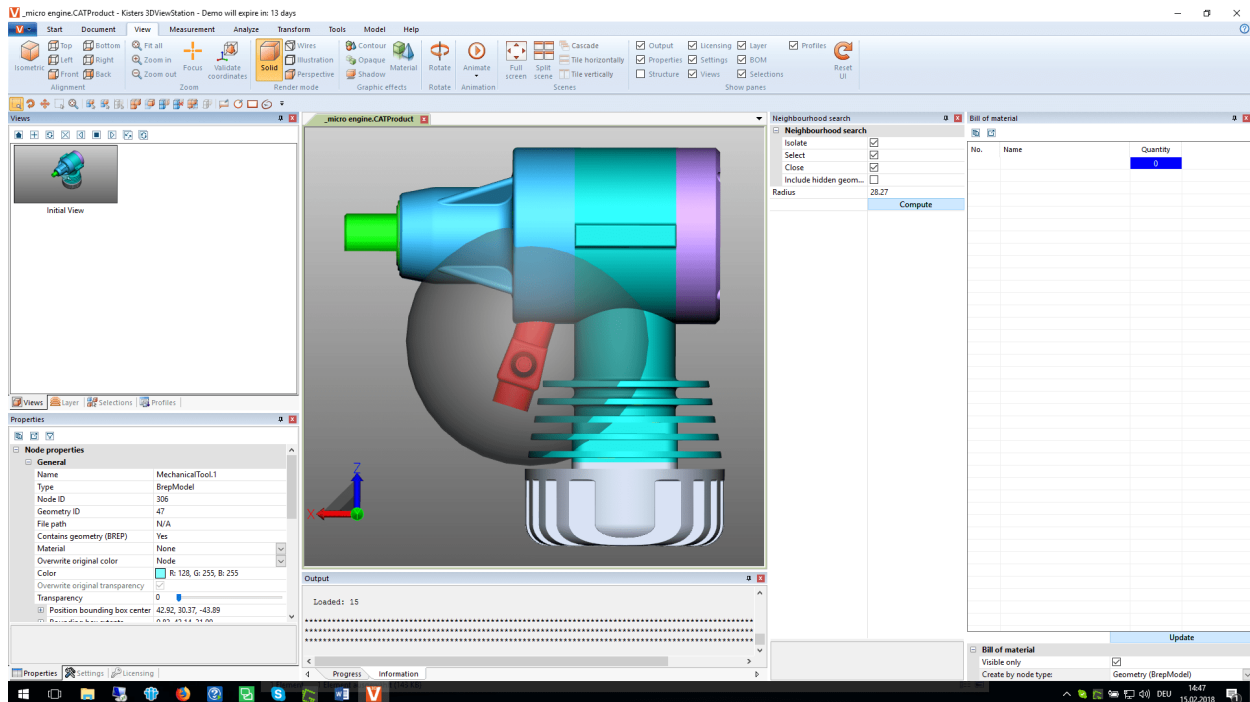 _micro engine.CATProduct - Kisters 3DViewStation - Demo will expire in: 13 days
V Start Document View Measurement Analyze Transform Tools Model Help
Isometric Top Bottom Left Right Front Back
Alignment
Fit all Zoom in Zoom out Focus Validate coordinates
Zoom
Solid Wires Illustration Perspective
Render mode
Contour Opaque Shadow Material
Graphic effects
Rotate
Rotate
Animate
Animation
Full screen Split scene Cascade Tile horizontally Tile vertically
Scenes
Output Licensing Layer Profiles
Properties Settings BOM
Structure Views Selections
Show panes
Reset UI
Views
Initial View
Views Layer Selections Profiles
Properties
Node properties
General
Name MechanicalTool.1
Type BrepModel
Node ID 306
Geometry ID 47
File path N/A
Contains geometry (BREP) Yes
Material None
Overwrite original color Node
Color R: 128, G: 255, B: 255
Overwrite original transparency
Transparency 0
Position bounding box center 42.92, 30.37, -43.89
Properties Settings Licensing
_micro engine.CATProduct
Z
X
Output
Loaded: 15
Progress Information
Neighbourhood search
Neighbourhood search
Isolate
Select
Close
Include hidden geom...
Radius 28.27
Compute
Bill of material
No. Name Quantity
0
Update
Bill of material
Visible only
Create by node type: Geometry (BrepModel)
DEU
14:47
15.02.2018